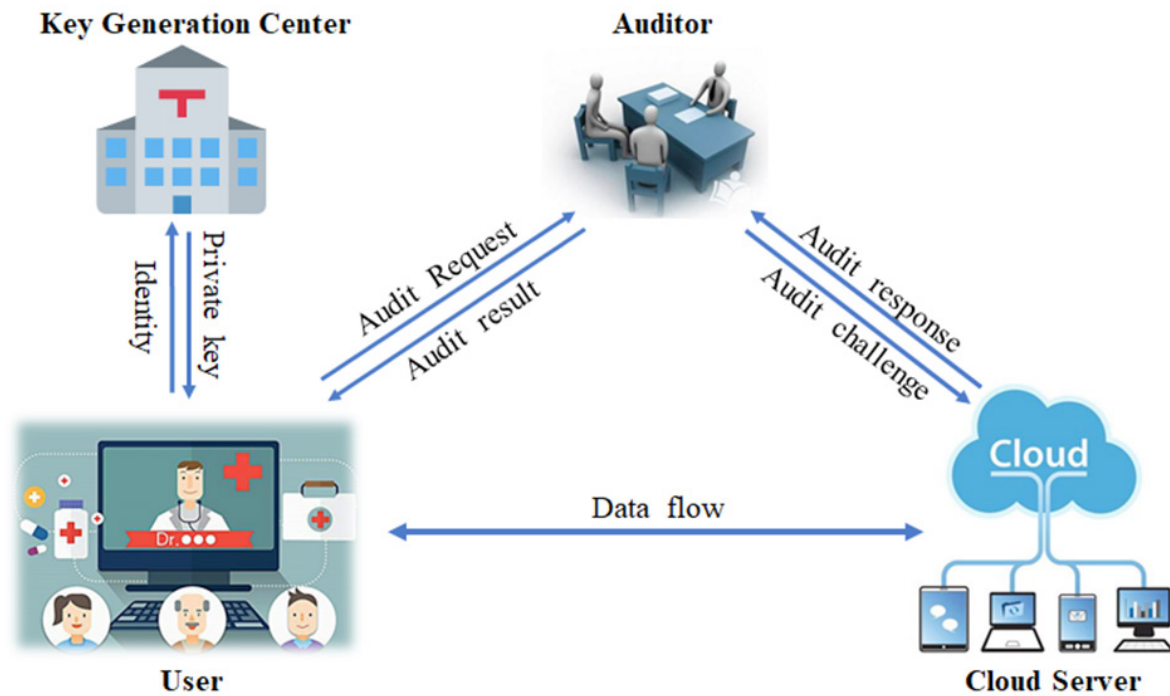 Key Generation Center
Auditor
Identity
Private key
Audit Request
Audit result
Audit response
Audit challenge
Cloud
Data flow
Dr.●●●
User
Cloud Server